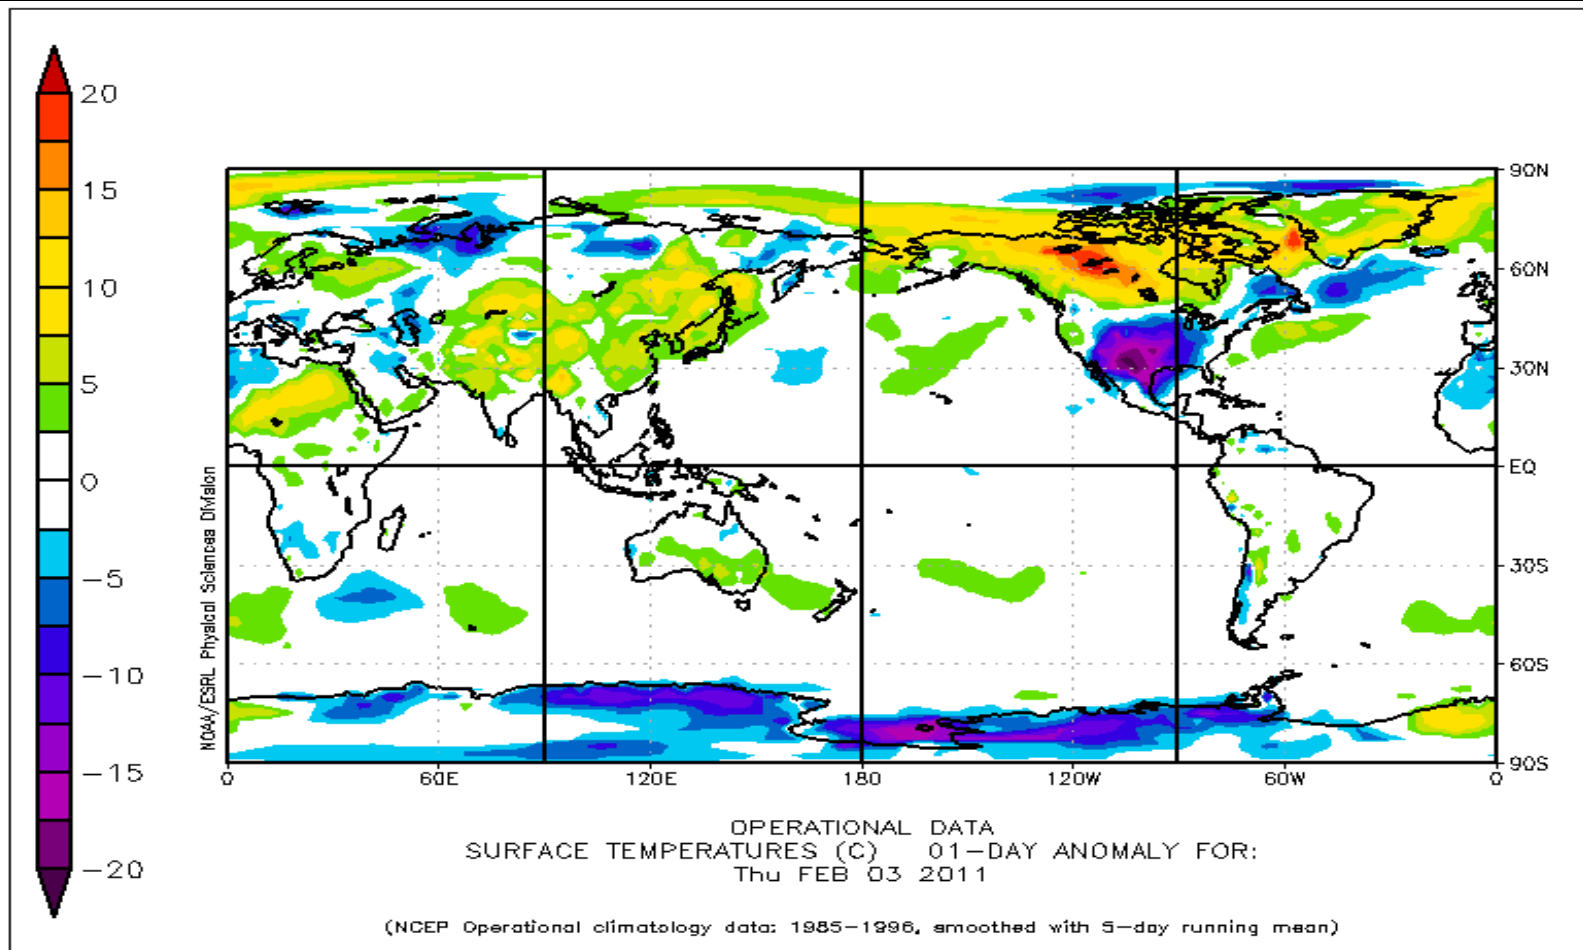 20
15
10
5
0
−5
−10
−15
−20
90N
60N
30N
EQ
30S
60S
90S
0
60E
120E
180
120W
60W
0
NOAA/ESRL Physical Sciences Division
OPERATIONAL DATA
SURFACE TEMPERATURES (C) 01−DAY ANOMALY FOR:
Thu FEB 03 2011
(NCEP Operational climatology data: 1985−1996, smoothed with 5−day running mean)